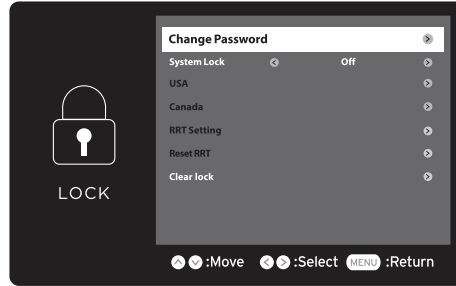 Change Password
System Lock Off
USA
Canada
RRT Setting
Reset RRT
Clear lock
LOCK
:Move :Select MENU :Return